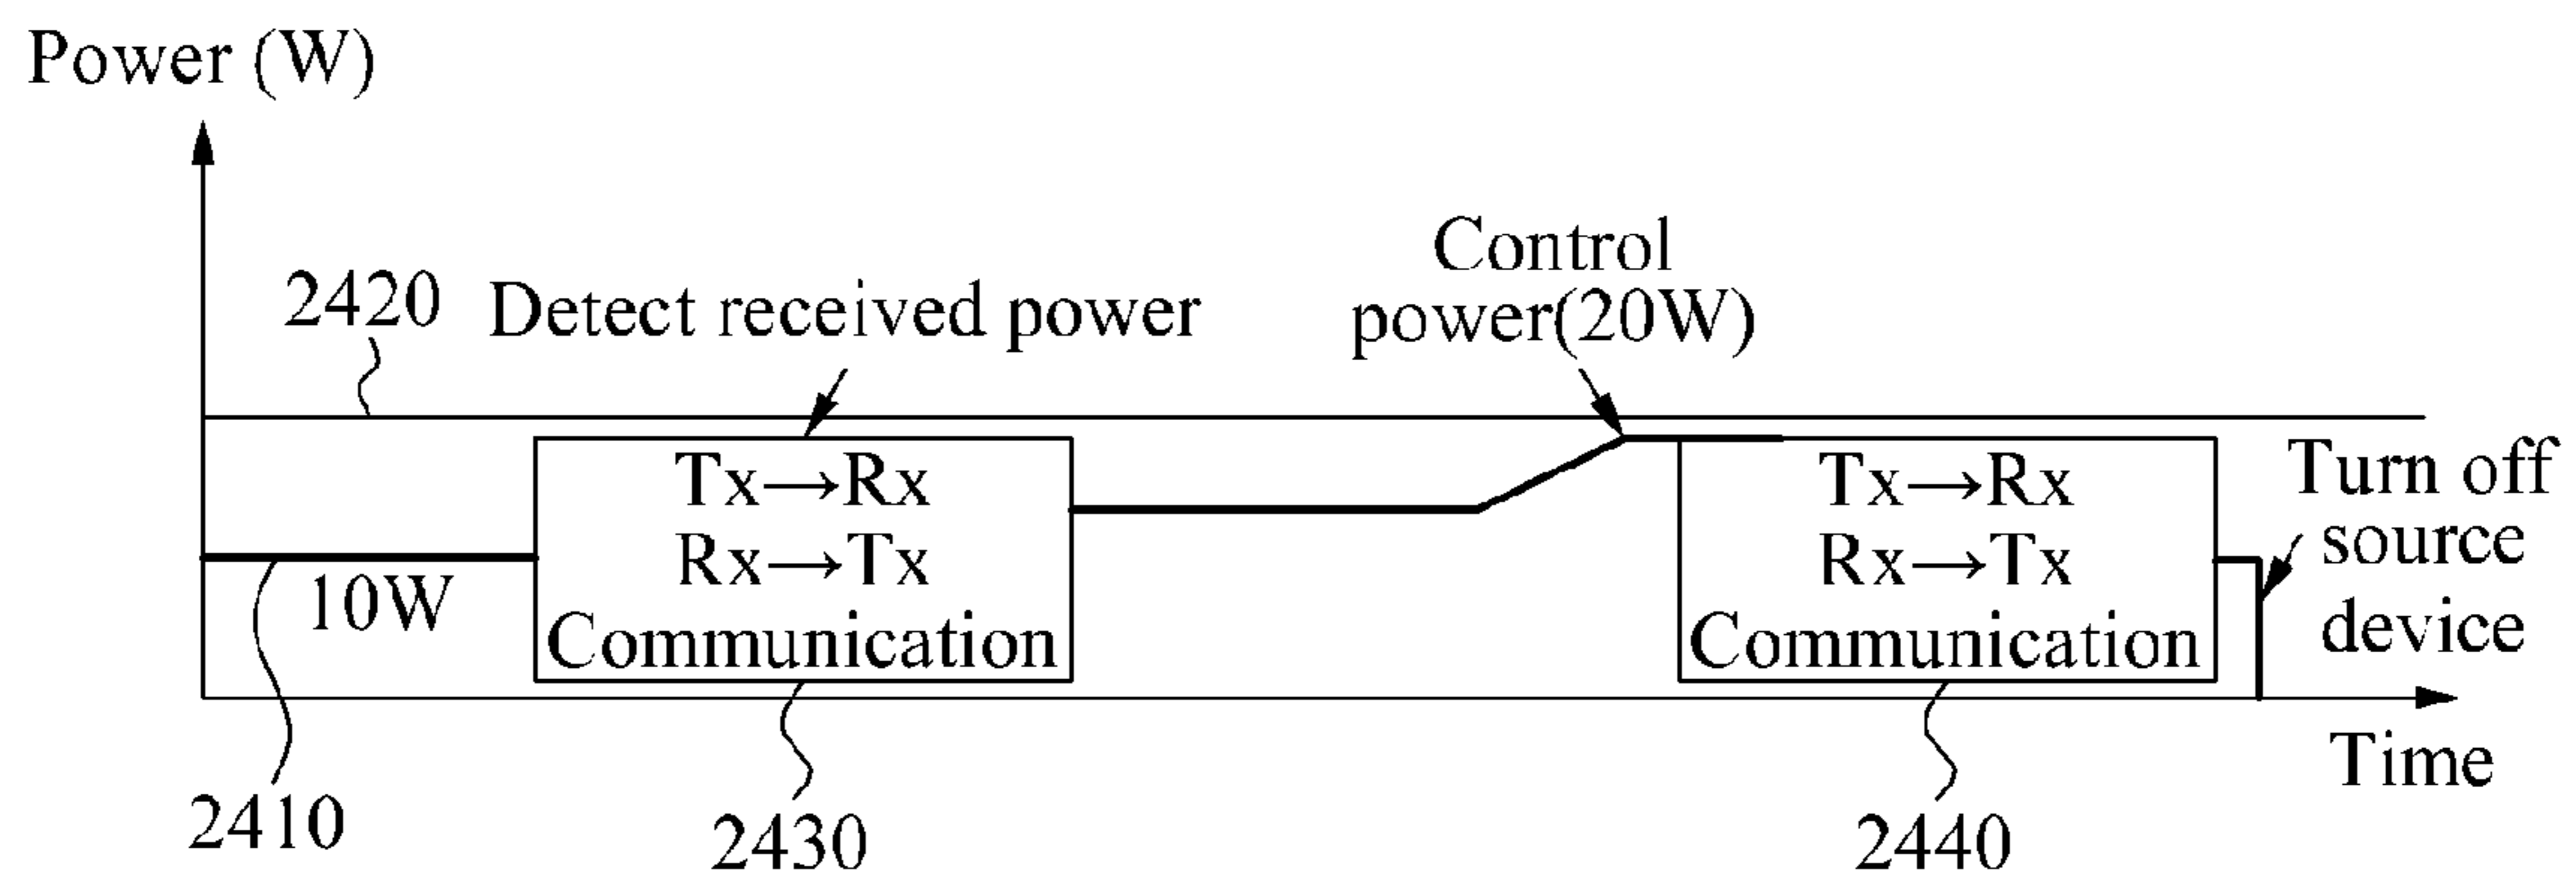 Power (W)
2420
Detect received power
Control
power(20W)
10W
Tx→Rx
Rx→Tx
Communication
Tx→Rx
Rx→Tx
Communication
Turn off
source
device
Time
2410
2430
2440